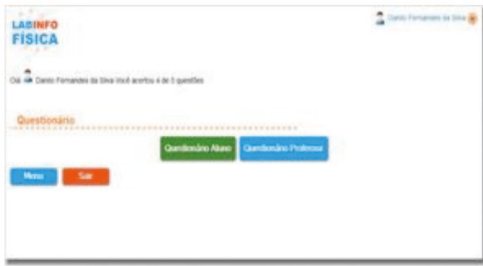 LABINFO
FÍSICA
Danilo Fernandes da Silva
Olá Danilo Fernandes da Silva Você acertou 4 de 5 questões
Questionário
Questionário Aluno Questionário Professor
Menu Sair